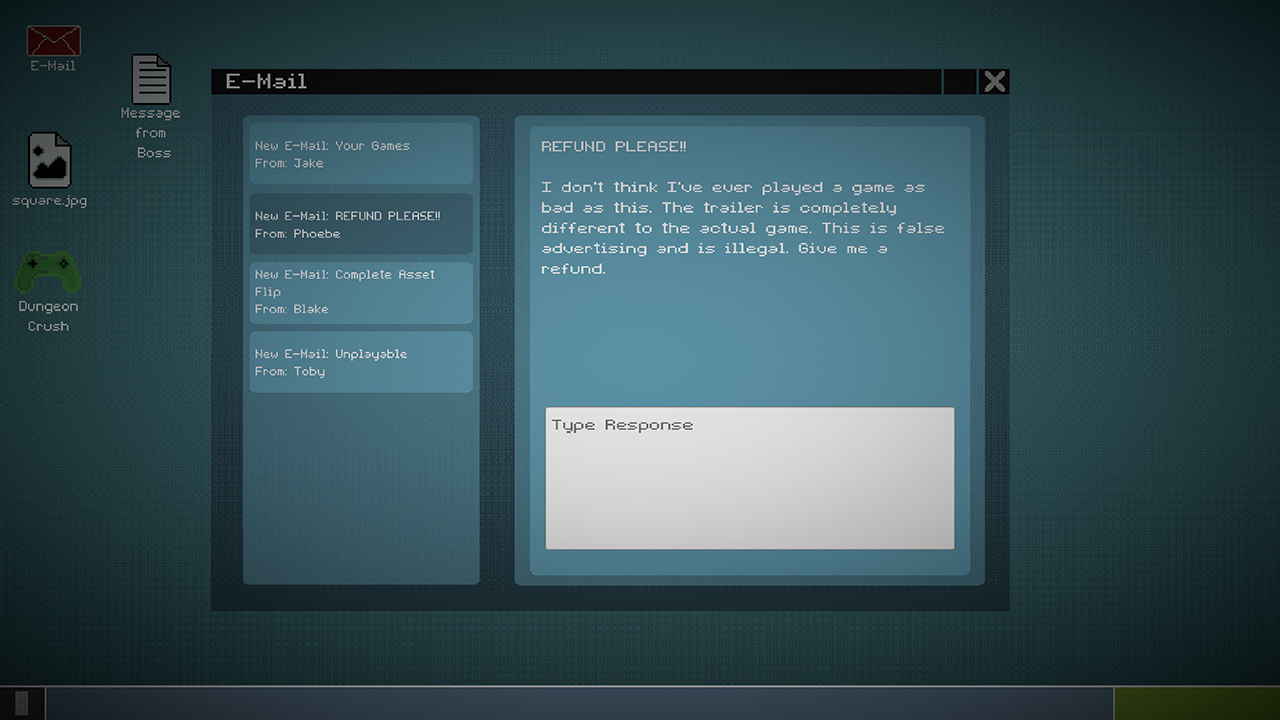 E-Mail
Message
from
Boss
square.jpg
Dungeon
Crush
E-Mail
New E-Mail: Your Games
From: Jake
New E-Mail: REFUND PLEASE!!
From: Phoebe
New E-Mail: Complete Asset
Flip
From: Blake
New E-Mail: Unplayable
From: Toby
REFUND PLEASE!!
I don't think I've ever played a game as
bad as this. The trailer is completely
different to the actual game. This is false
advertising and is illegal. Give me a
refund.
Type Response